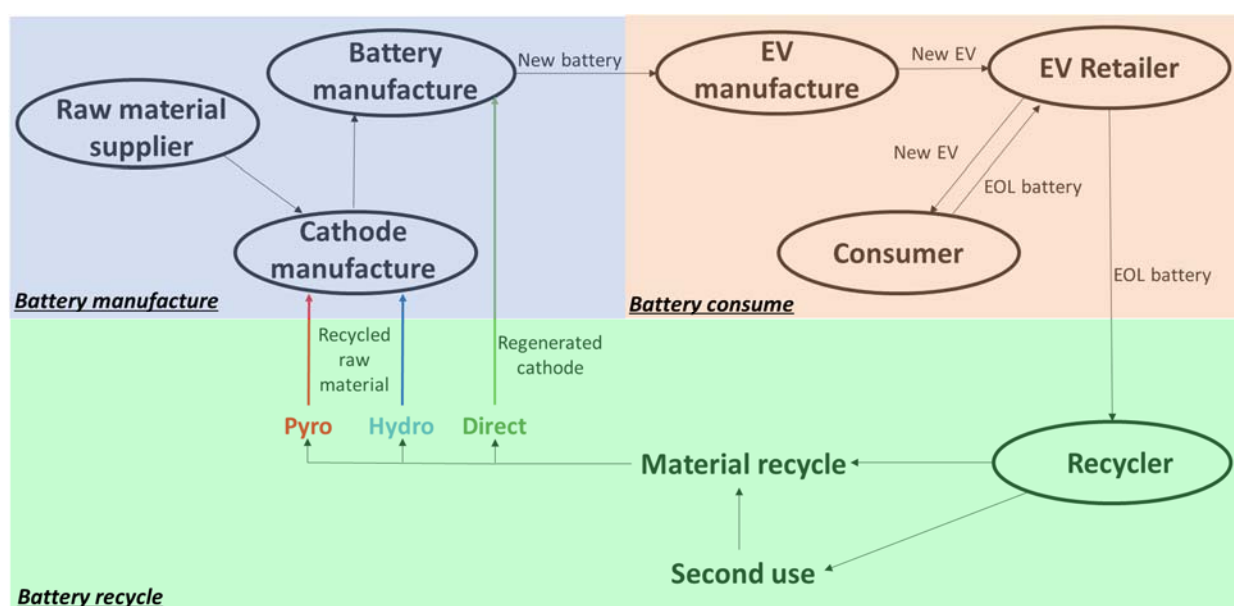 Battery
manufacture
New battery
EV
manufacture
New EV
EV Retailer
Raw material
supplier
New EV
EOL battery
Cathode
manufacture
Consumer
EOL battery
Battery manufacture
Battery consume
Recycled
raw
material
Regenerated
cathode
Pyro
Hydro
Direct
Material recycle
Recycler
Second use
Battery recycle